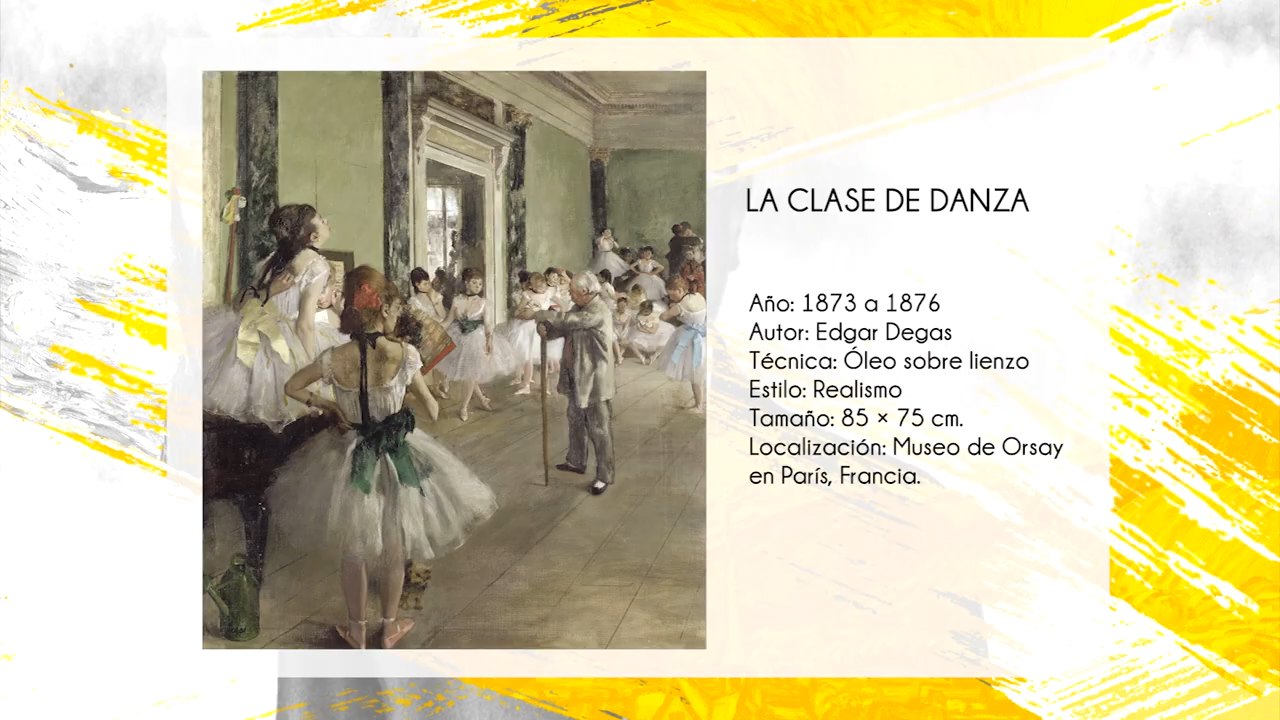 LA CLASE DE DANZA
Año: 1873 a 1876
Autor: Edgar Degas
Técnica: Óleo sobre lienzo
Estilo: Realismo
Tamaño: 85 × 75 cm.
Localización: Museo de Orsay
en París, Francia.